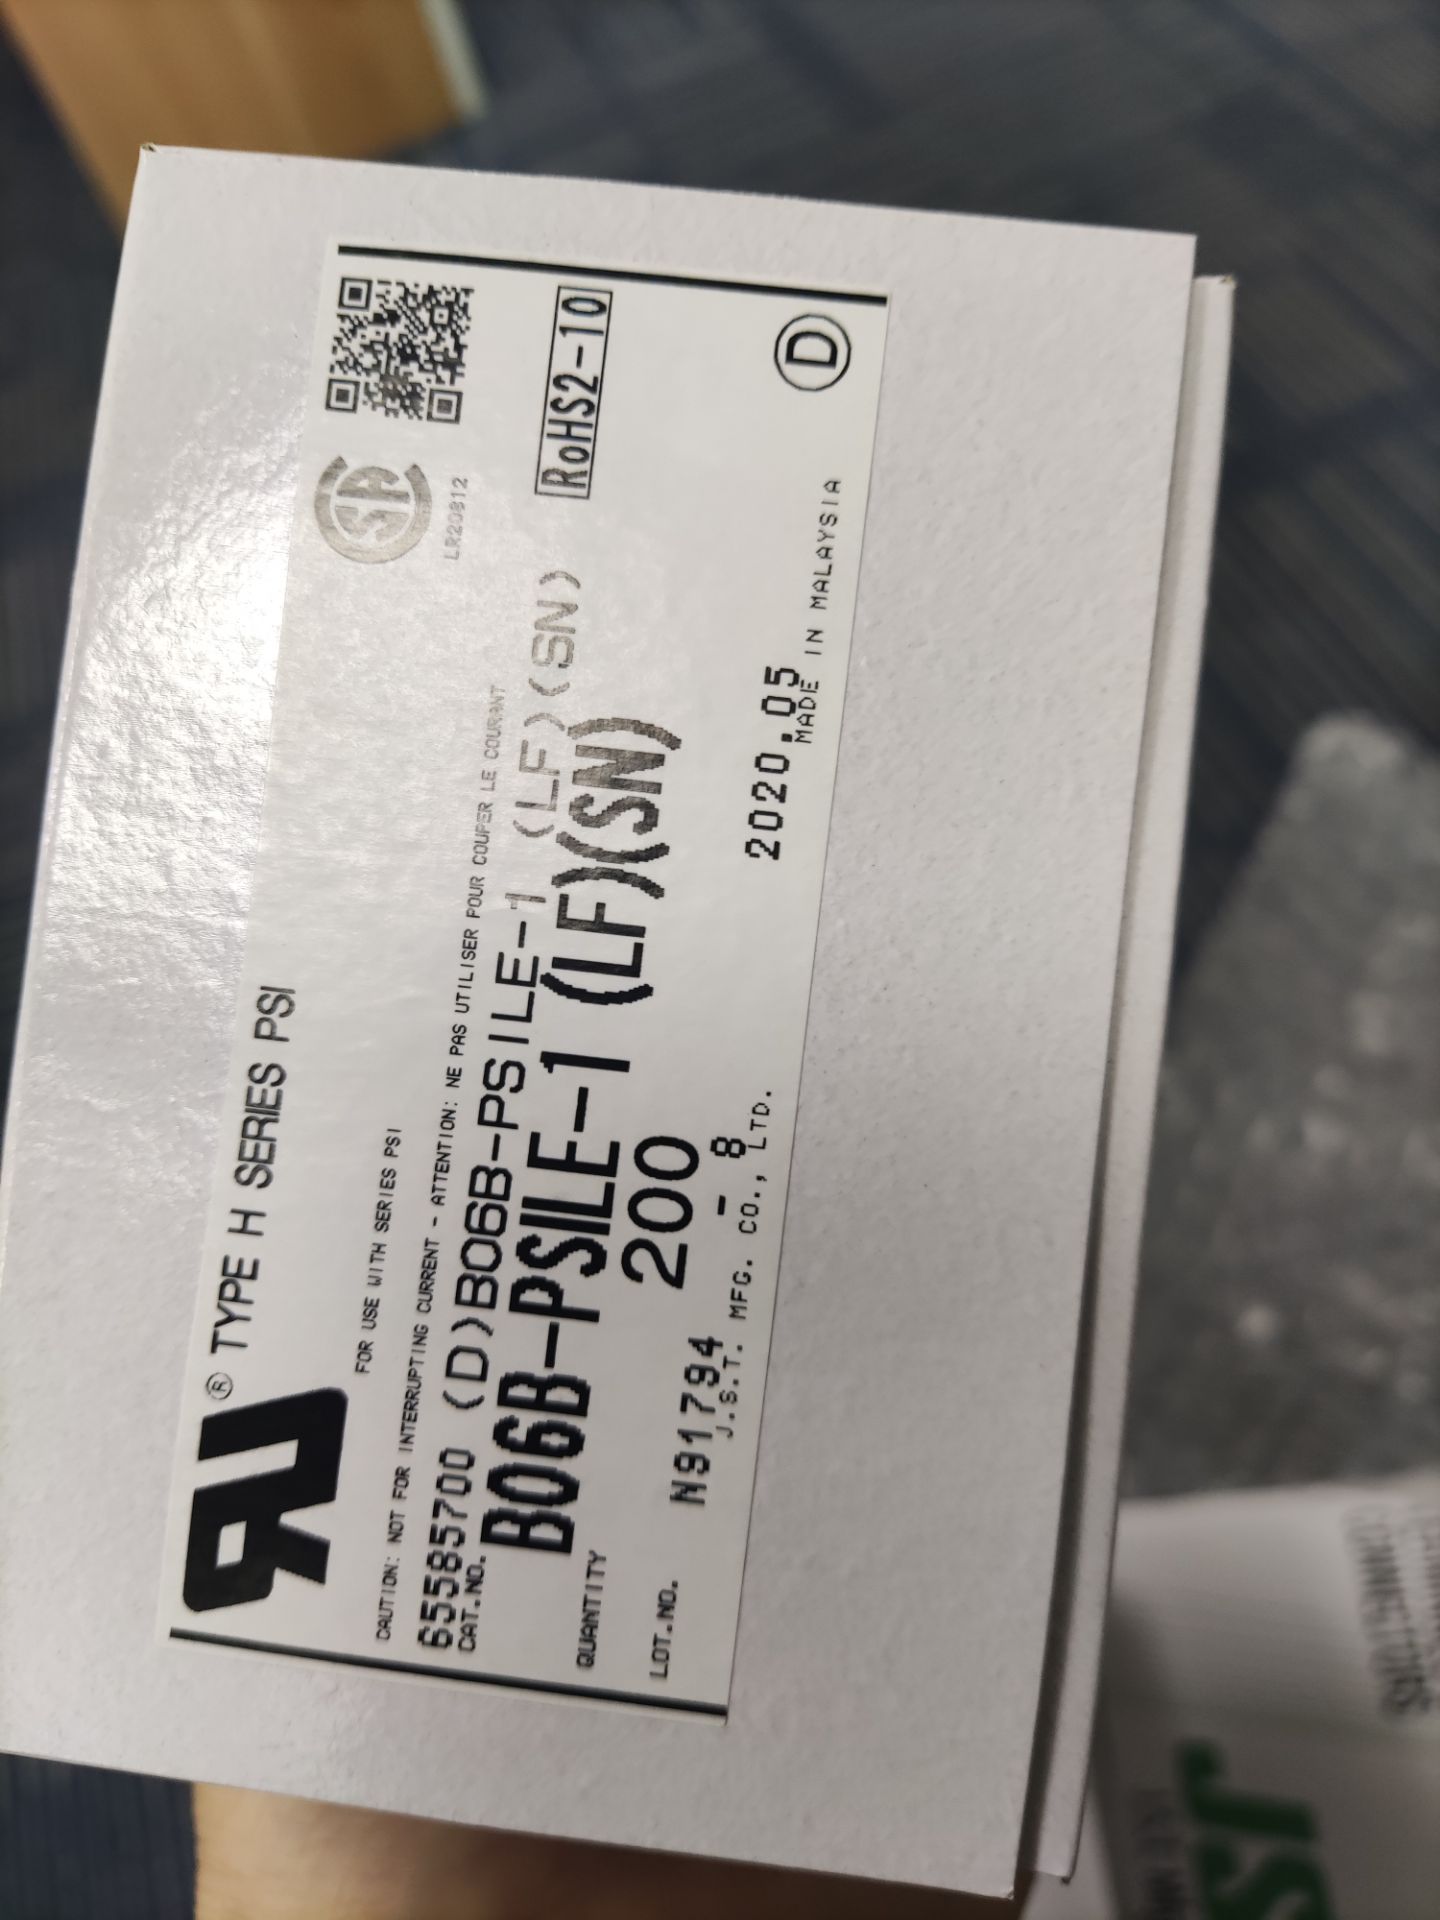 ® TYPE H SERIES PSI
FOR USE WITH SERIES PSI
LR20812
CAUTION: NOT FOR INTERRUPTING CURRENT - ATTENTION: NE PAS UTILISER POUR COUPER LE COURANT
65585700 (D)B06B-PSILE-1 (LF)(SN)
RoHS2-10
CAT.NO.
B06B-PSILE-1 (LF)(SN)
QUANTITY
200
LOT.NO.
N91794 - 8
2020.05
D
J.S.T. MFG. CO., LTD.
MADE IN MALAYSIA
JS
CONNECTORS